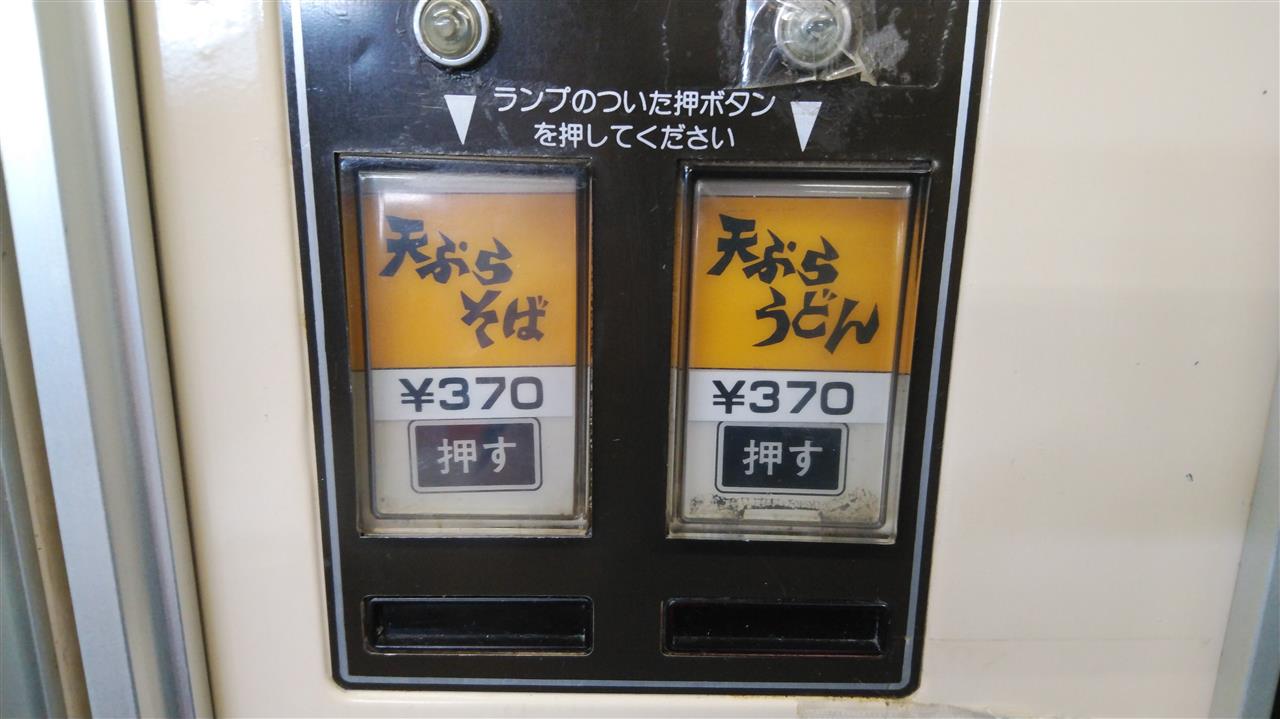 ランプのついた押ボタン
を押してください
天ぷら
そば
¥370
押す
天ぷら
うどん
¥370
押す